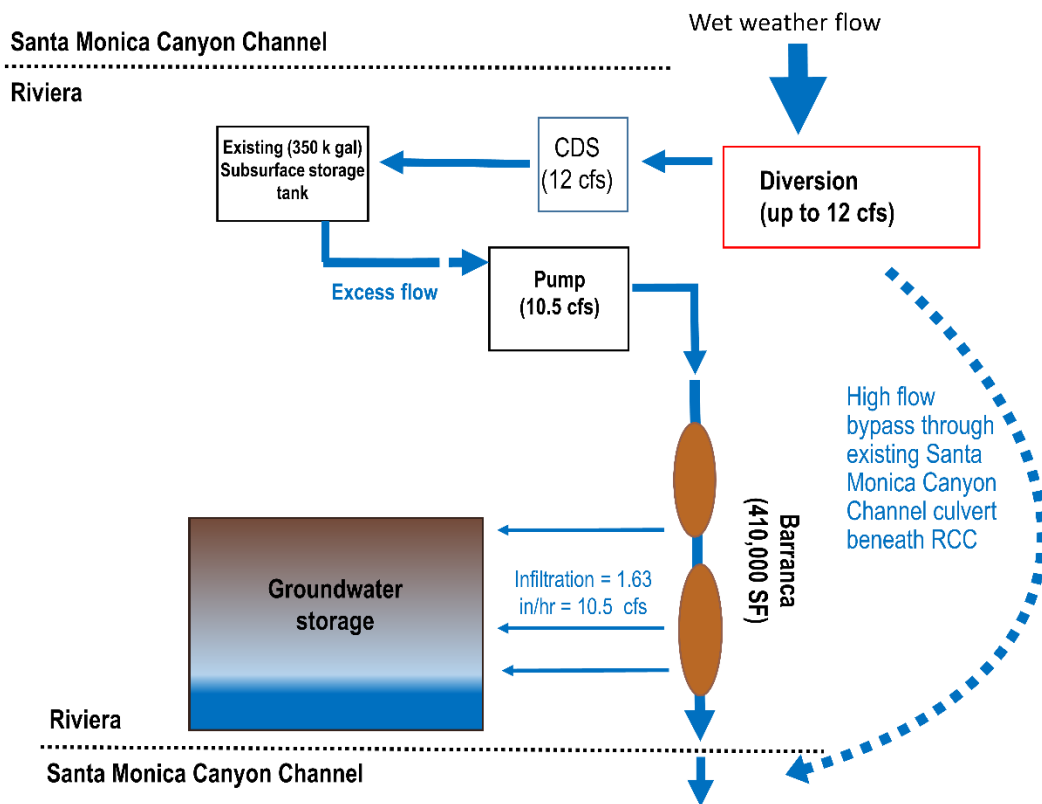 Wet weather flow
Santa Monica Canyon Channel
Riviera
Existing (350 k gal)
Subsurface storage
tank
CDS
(12 cfs)
Diversion
(up to 12 cfs)
Excess flow
Pump
(10.5 cfs)
High flow
bypass through
existing Santa
Monica Canyon
Channel culvert
beneath RCC
Barranca
(410,000 SF)
Groundwater
storage
Infiltration = 1.63
in/hr = 10.5 cfs
Riviera
Santa Monica Canyon Channel